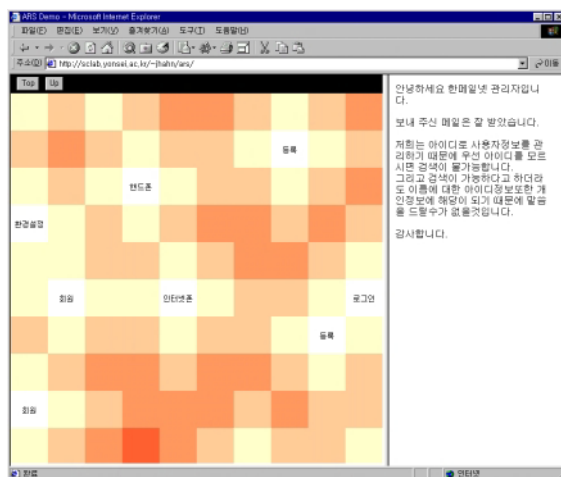 ARS Demo - Microsoft Internet Explorer
파일(F) 편집(E) 보기(V) 즐겨찾기(A) 도구(T) 도움말(H)
주소(D) http://sclab.yonsei.ac.kr/~jhahn/ars/ 이동
Top Up
등록
핸드폰
환경설정
회원 인터넷폰 로그인
등록
회원
안녕하세요 한메일넷 관리자입니
다.
보내 주신 메일은 잘 받았습니다.
저희는 아이디로 사용자정보를 관
리하기 때문에 우선 아이디를 모르
시면 검색이 불가능합니다.
그리고 검색이 가능하다고 하더라
도 이름에 대한 아이디정보또한 개
인정보에 해당이 되기 때문에 말씀
을 드릴수가 없을것입니다.
감사합니다.
완료 인터넷